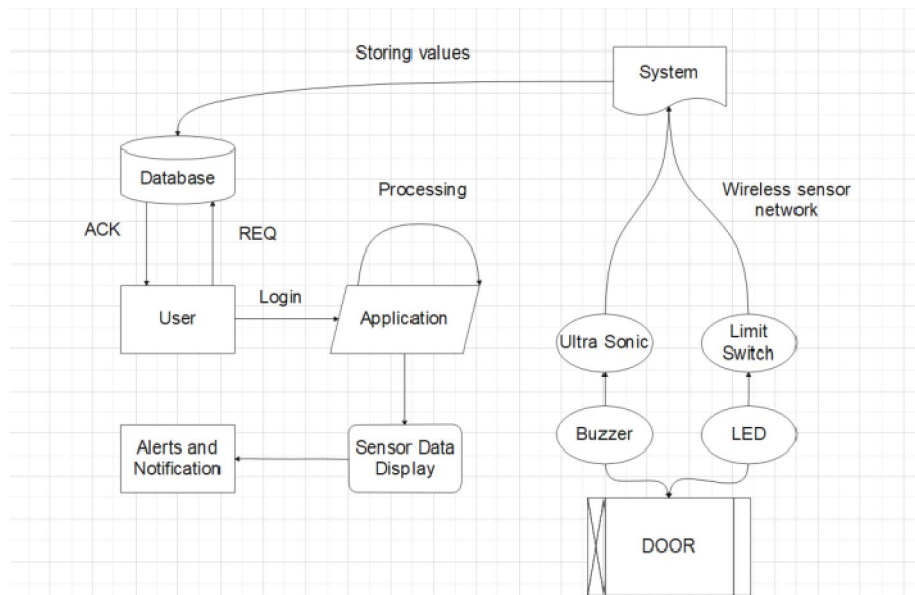 Storing values
System
Database
Processing
Wireless sensor
network
ACK
REQ
Login
User
Application
Ultra Sonic
Limit
Switch
Alerts and
Notification
Sensor Data
Display
Buzzer
LED
DOOR